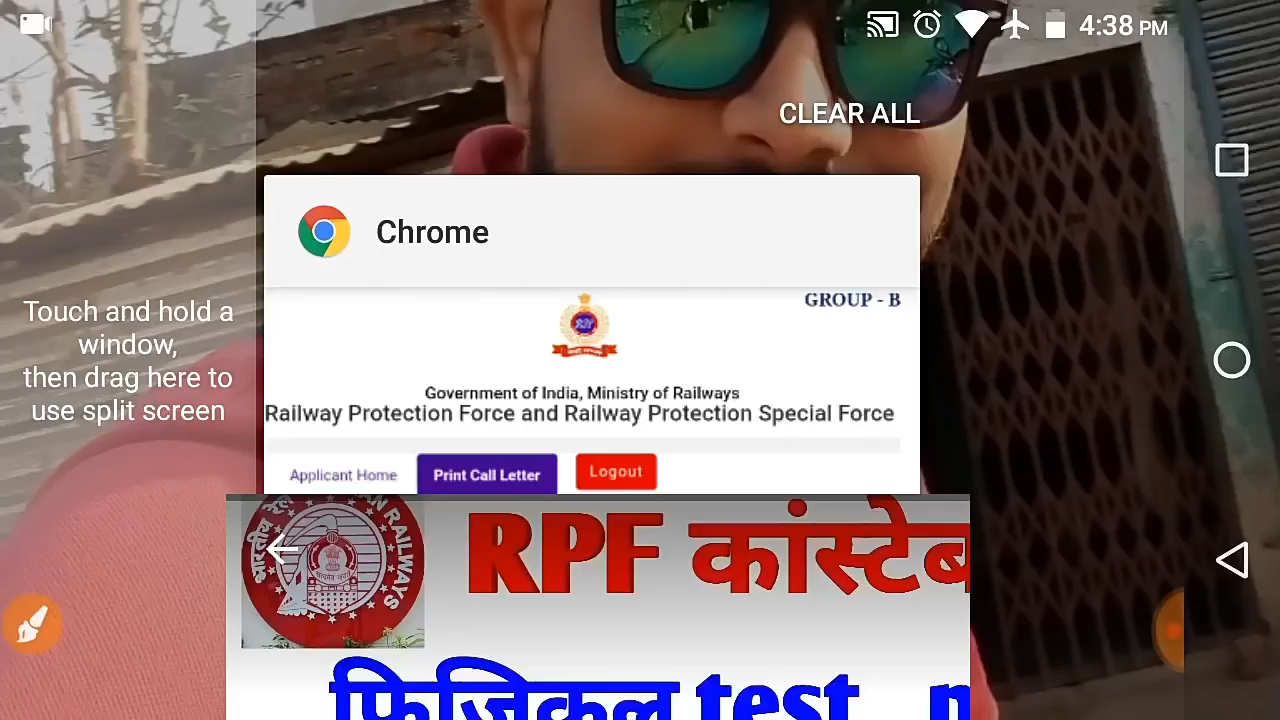 4:38 PM
CLEAR ALL
Chrome
Touch and hold a
window,
then drag here to
use split screen
GROUP - B
Government of India, Ministry of Railways
Railway Protection Force and Railway Protection Special Force
Applicant Home
Print Call Letter
Logout
भारतीय रेल
RAILWAYS
RPF
फिजिकल test